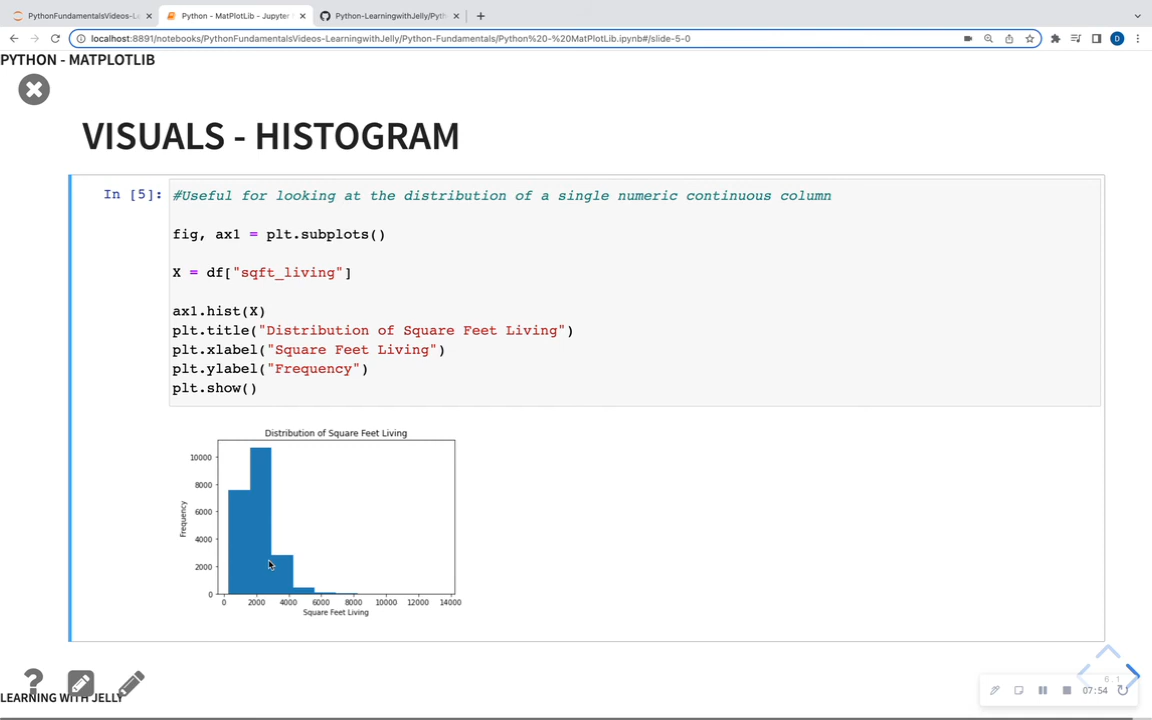 PythonFundamentalsVideos-Le
Python - MatPlotLib - Jupyter
Python-LearningwithJelly/Pyth
localhost:8891/notebooks/PythonFundamentalsVideos-LearningwithJelly/Python-Fundamentals/Python%20-%20MatPlotLib.ipynb#/slide-5-0
D
PYTHON - MATPLOTLIB
VISUALS - HISTOGRAM
In [5]:
#Useful for looking at the distribution of a single numeric continuous column
fig, ax1 = plt.subplots()
X = df["sqft_living"]
ax1.hist(X)
plt.title("Distribution of Square Feet Living")
plt.xlabel("Square Feet Living")
plt.ylabel("Frequency")
plt.show()
Distribution of Square Feet Living
Frequency
10000
8000
6000
4000
2000
0
0 2000 4000 6000 8000 10000 12000 14000
Square Feet Living
?
LEARNING WITH JELLY
6.1
07:54